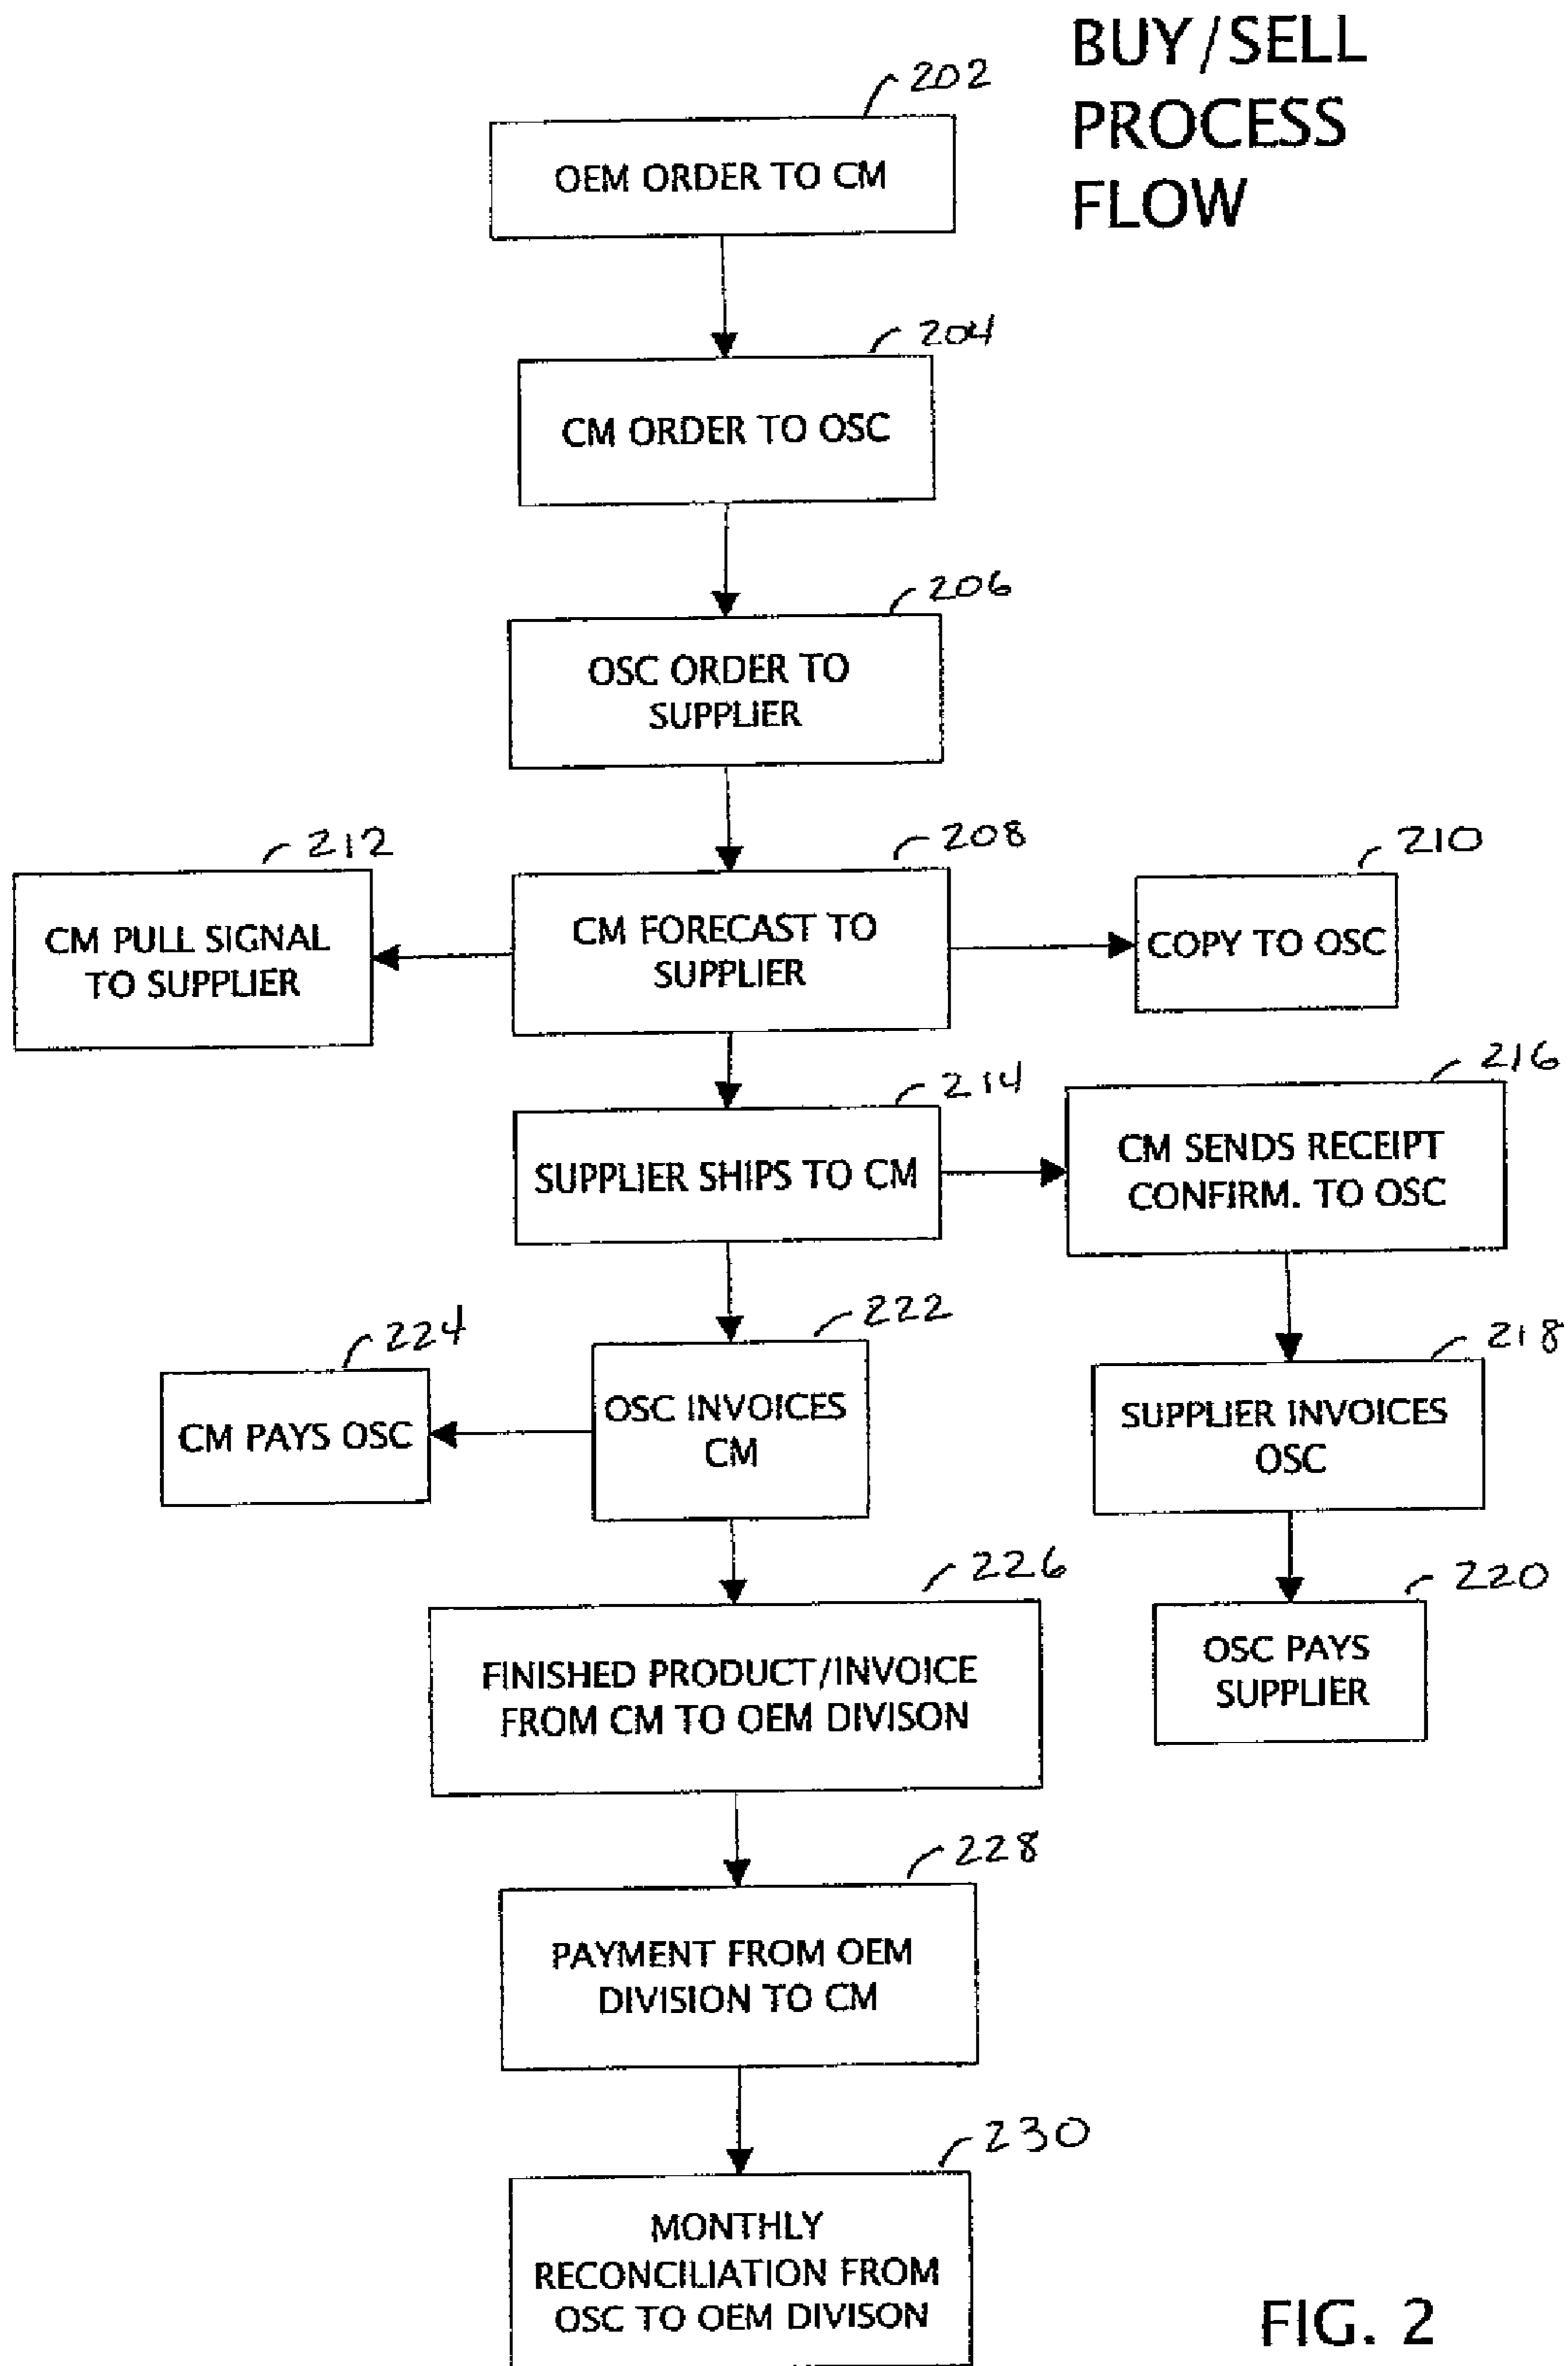 BUY/SELL
PROCESS
FLOW
202
OEM ORDER TO CM
204
CM ORDER TO OSC
206
OSC ORDER TO
SUPPLIER
212
CM PULL SIGNAL
TO SUPPLIER
208
CM FORECAST TO
SUPPLIER
210
COPY TO OSC
214
SUPPLIER SHIPS TO CM
216
CM SENDS RECEIPT
CONFIRM. TO OSC
224
CM PAYS OSC
222
OSC INVOICES
CM
218
SUPPLIER INVOICES
OSC
226
FINISHED PRODUCT/INVOICE
FROM CM TO OEM DIVISON
220
OSC PAYS
SUPPLIER
228
PAYMENT FROM OEM
DIVISION TO CM
230
MONTHLY
RECONCILIATION FROM
OSC TO OEM DIVISON
FIG. 2